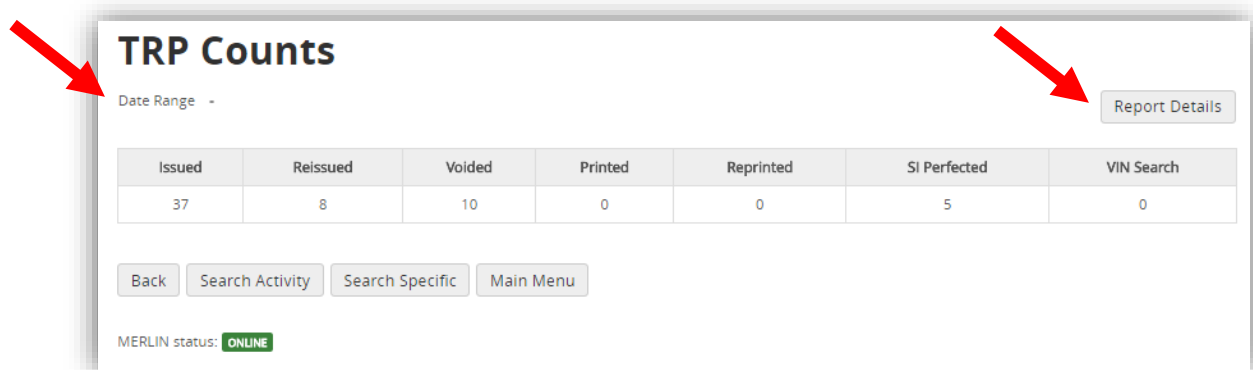 TRP Counts
Date Range -
Report Details
Issued Reissued Voided Printed Reprinted SI Perfected VIN Search
37 8 10 0 0 5 0
Back Search Activity Search Specific Main Menu
MERLIN status: ONLINE